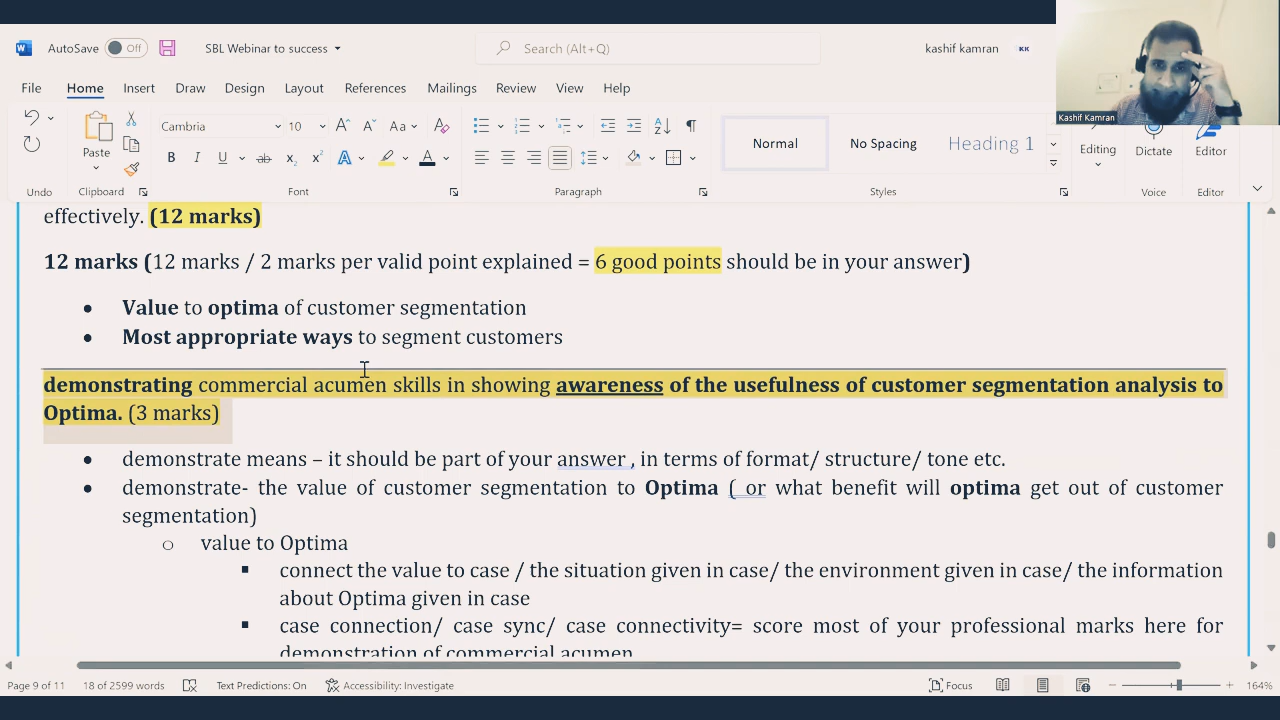 AutoSave Off SBL Webinar to success Search (Alt+Q) kashif kamran KK
File Home Insert Draw Design Layout References Mailings Review View Help
Kashif Kamran
Paste
Cambria 10
Aa
B I U ab x₂ x² A A
Normal No Spacing Heading 1
Editing Dictate Editor
Undo Clipboard Font Paragraph Styles Voice Editor
effectively. (12 marks)
12 marks (12 marks / 2 marks per valid point explained = 6 good points should be in your answer)
• Value to optima of customer segmentation
• Most appropriate ways to segment customers
demonstrating commercial acumen skills in showing awareness of the usefulness of customer segmentation analysis to
Optima. (3 marks)
• demonstrate means – it should be part of your answer , in terms of format/ structure/ tone etc.
• demonstrate- the value of customer segmentation to Optima ( or what benefit will optima get out of customer
segmentation)
o value to Optima
▪ connect the value to case / the situation given in case/ the environment given in case/ the information
about Optima given in case
▪ case connection/ case sync/ case connectivity= score most of your professional marks here for
demonstration of commercial acumen
Page 9 of 11 18 of 2599 words Text Predictions: On Accessibility: Investigate Focus 164%